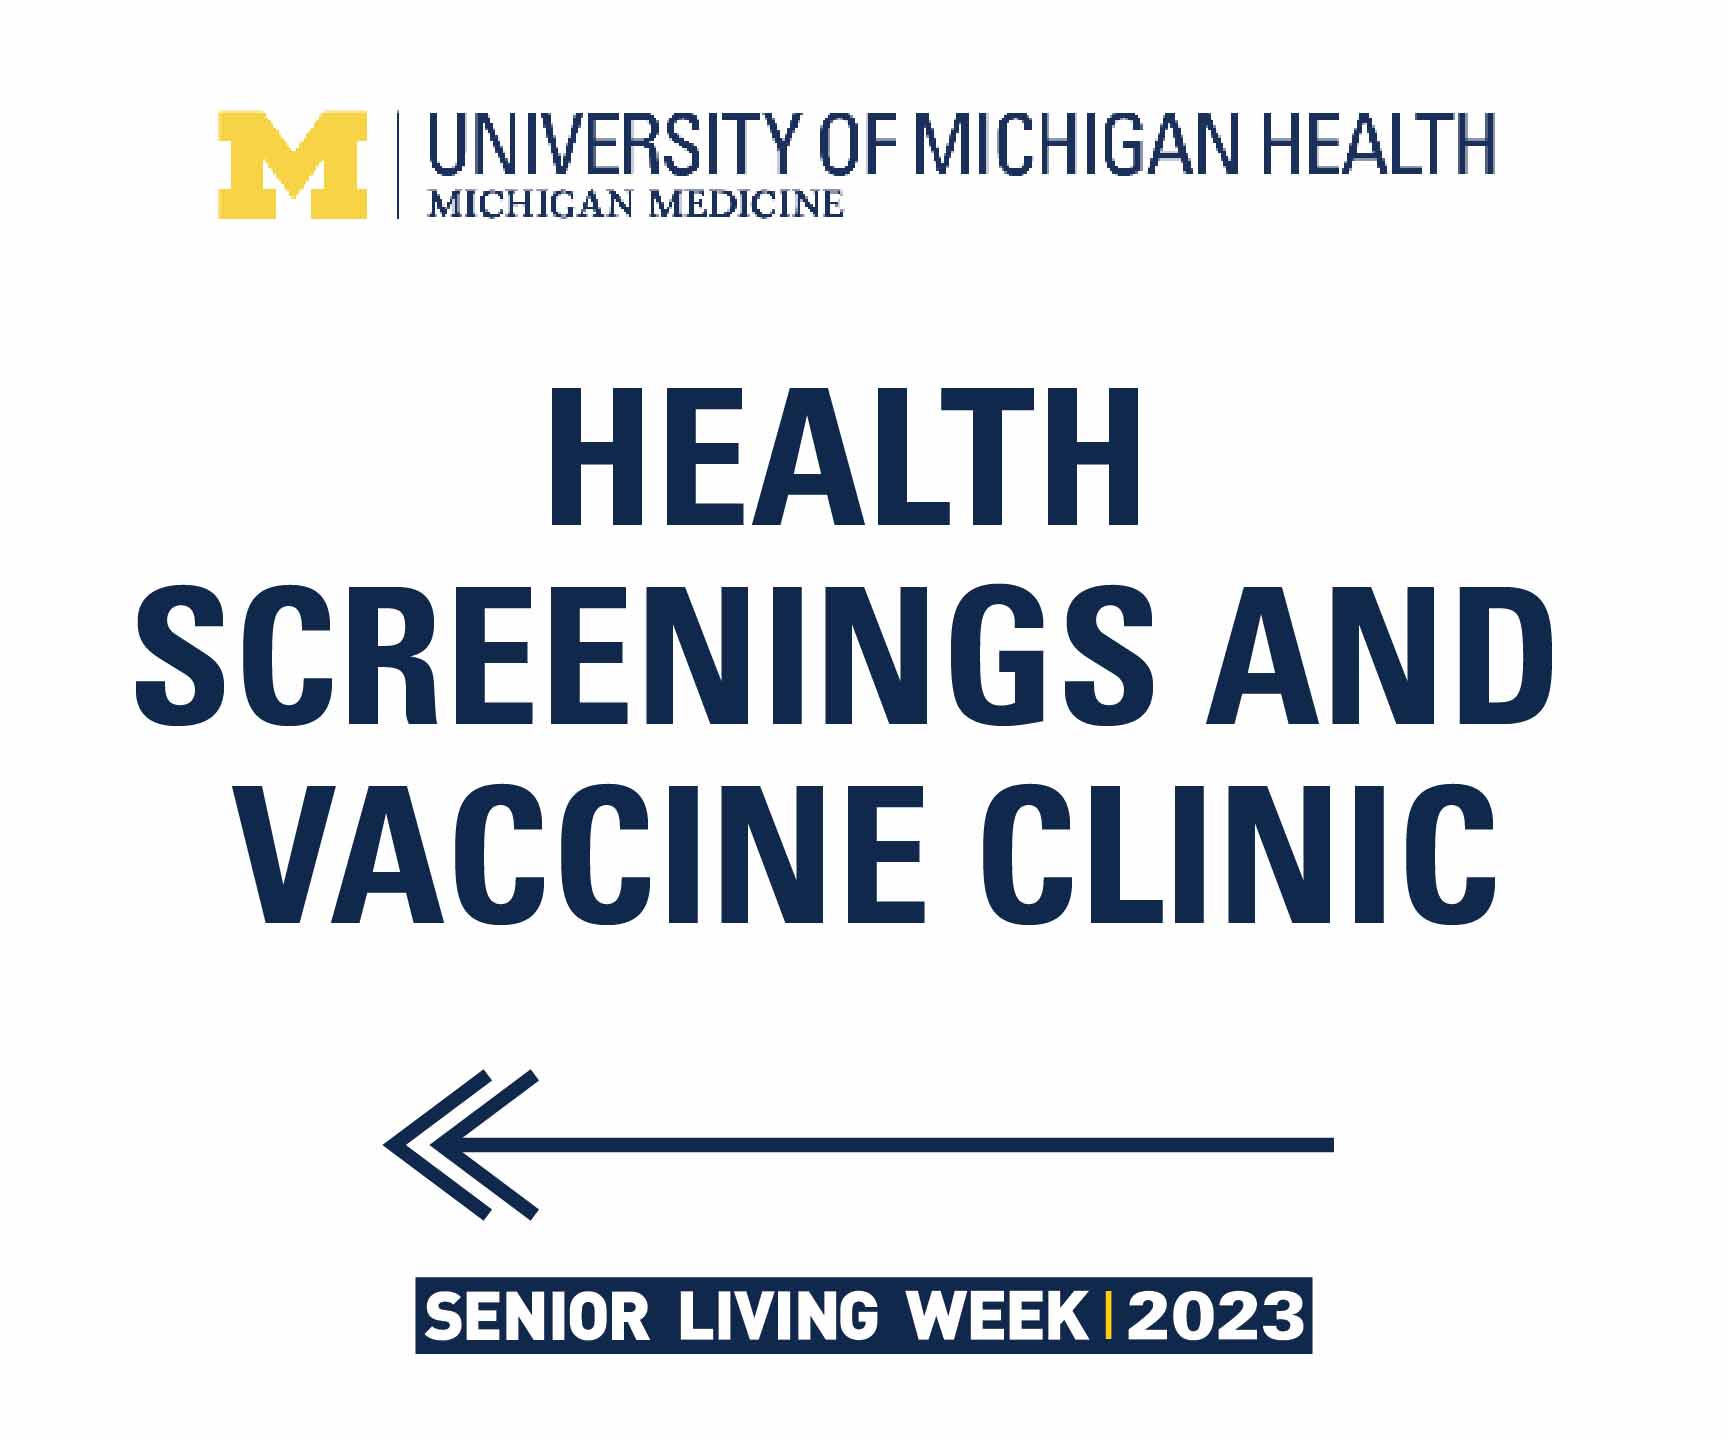 M
UNIVERSITY OF MICHIGAN HEALTH
MICHIGAN MEDICINE
HEALTH
SCREENINGS AND
VACCINE CLINIC
SENIOR LIVING WEEK | 2023